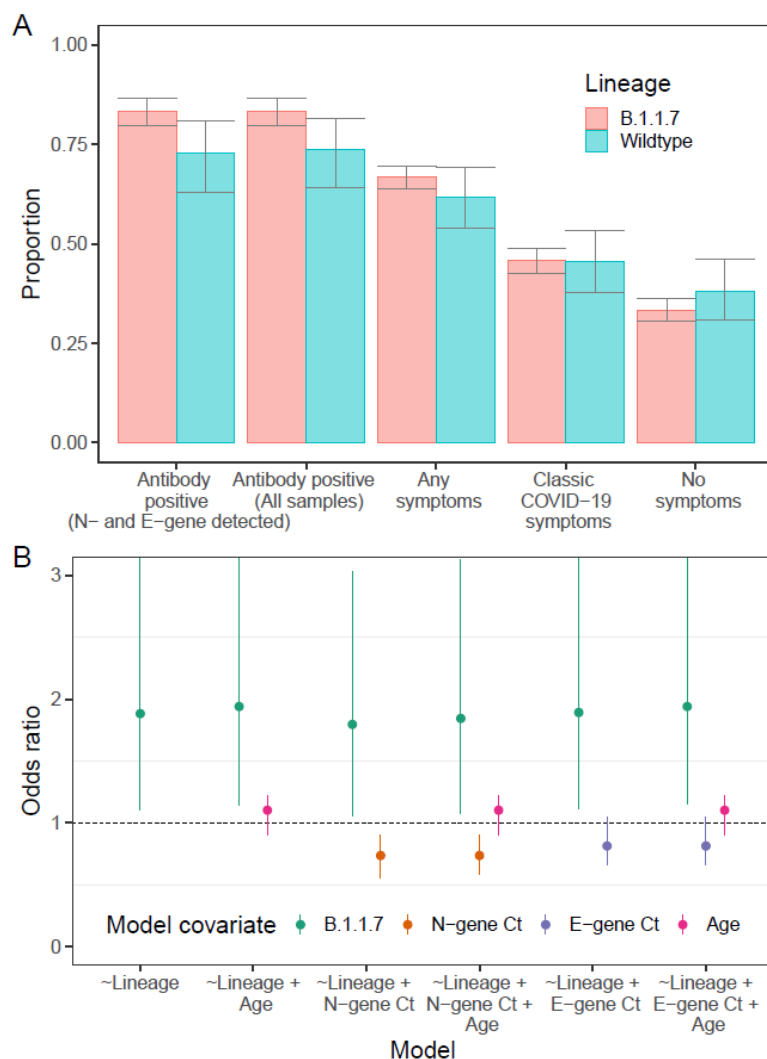 A
1.00
0.75
0.50
0.25
0.00
Proportion
Lineage
B.1.1.7
Wildtype
Antibody
positive
(N− and E−gene detected)
Antibody positive
(All samples)
Any
symptoms
Classic
COVID−19
symptoms
No
symptoms
B
3
2
1
0
Odds ratio
Model covariate B.1.1.7 N−gene Ct E−gene Ct Age
~Lineage
~Lineage +
Age
~Lineage +
N−gene Ct
~Lineage +
N−gene Ct +
Age
~Lineage +
E−gene Ct
~Lineage +
E−gene Ct +
Age
Model